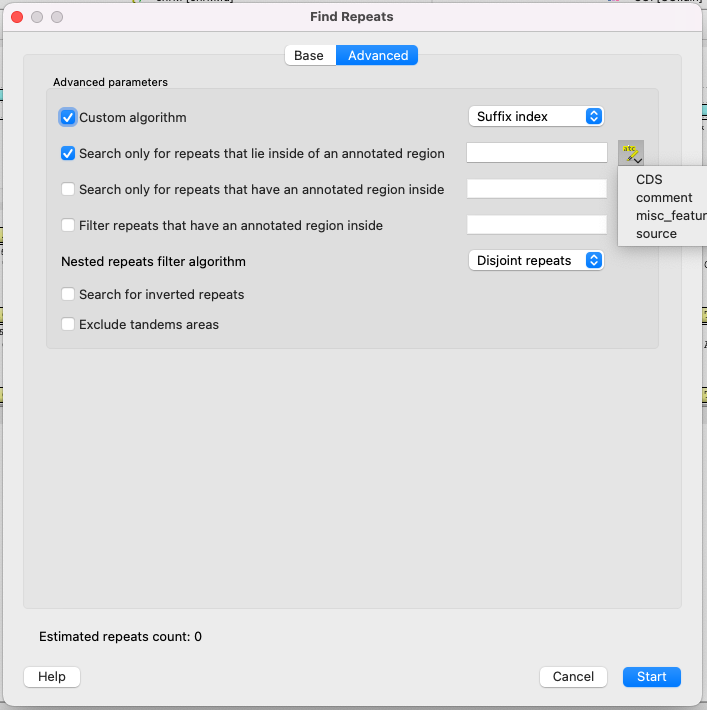 Find Repeats
Base
Advanced
Advanced parameters
Custom algorithm
Suffix index
Search only for repeats that lie inside of an annotated region
CDS
comment
misc_featur
source
Search only for repeats that have an annotated region inside
Filter repeats that have an annotated region inside
Nested repeats filter algorithm
Disjoint repeats
Search for inverted repeats
Exclude tandems areas
Estimated repeats count: 0
Help
Cancel
Start